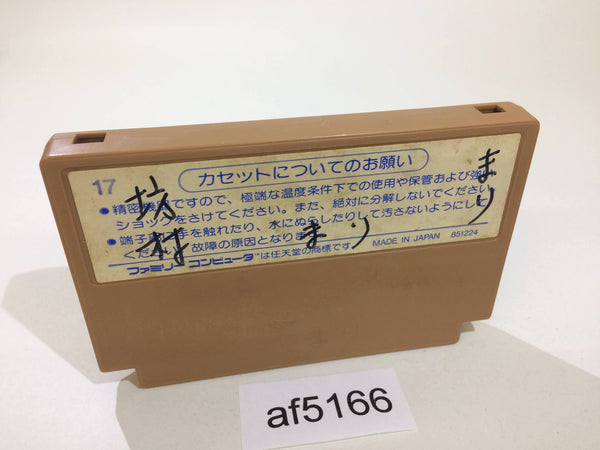 17
カセットについてのお願い
●精密機器ですので、極端な温度条件下での使用や保管および強い
ショックをさけてください。また、絶対に分解しないでください。
●端子部に手を触れたり、水にぬらしたりして汚さないようにして
ください。故障の原因となります。
MADE IN JAPAN 851224
ファミリーコンピュータ™は任天堂の商標です。
村
まり
まり
af5166